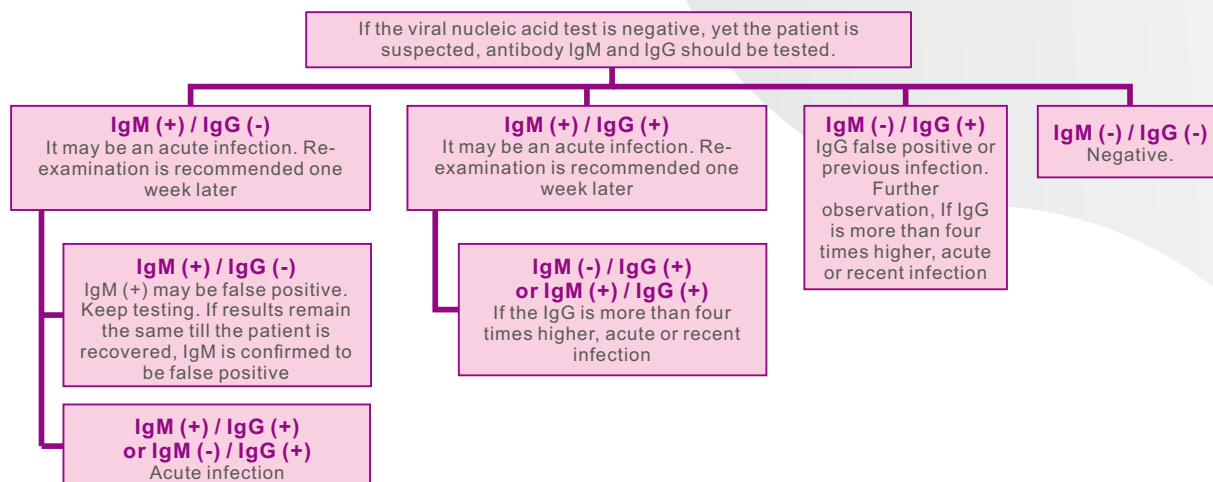 If the viral nucleic acid test is negative, yet the patient is
suspected, antibody IgM and IgG should be tested.
IgM (+) / IgG (-)
It may be an acute infection. Re-
examination is recommended one
week later
IgM (+) / IgG (-)
IgM (+) may be false positive.
Keep testing. If results remain
the same till the patient is
recovered, IgM is confirmed to
be false positive
IgM (+) / IgG (+)
or IgM (-) / IgG (+)
Acute infection
IgM (+) / IgG (+)
It may be an acute infection. Re-
examination is recommended one
week later
IgM (-) / IgG (+)
or IgM (+) / IgG (+)
If the IgG is more than four
times higher, acute or recent
infection
IgM (-) / IgG (+)
IgG false positive or
previous infection.
Further
observation, If IgG
is more than four
times higher, acute
or recent infection
IgM (-) / IgG (-)
Negative.